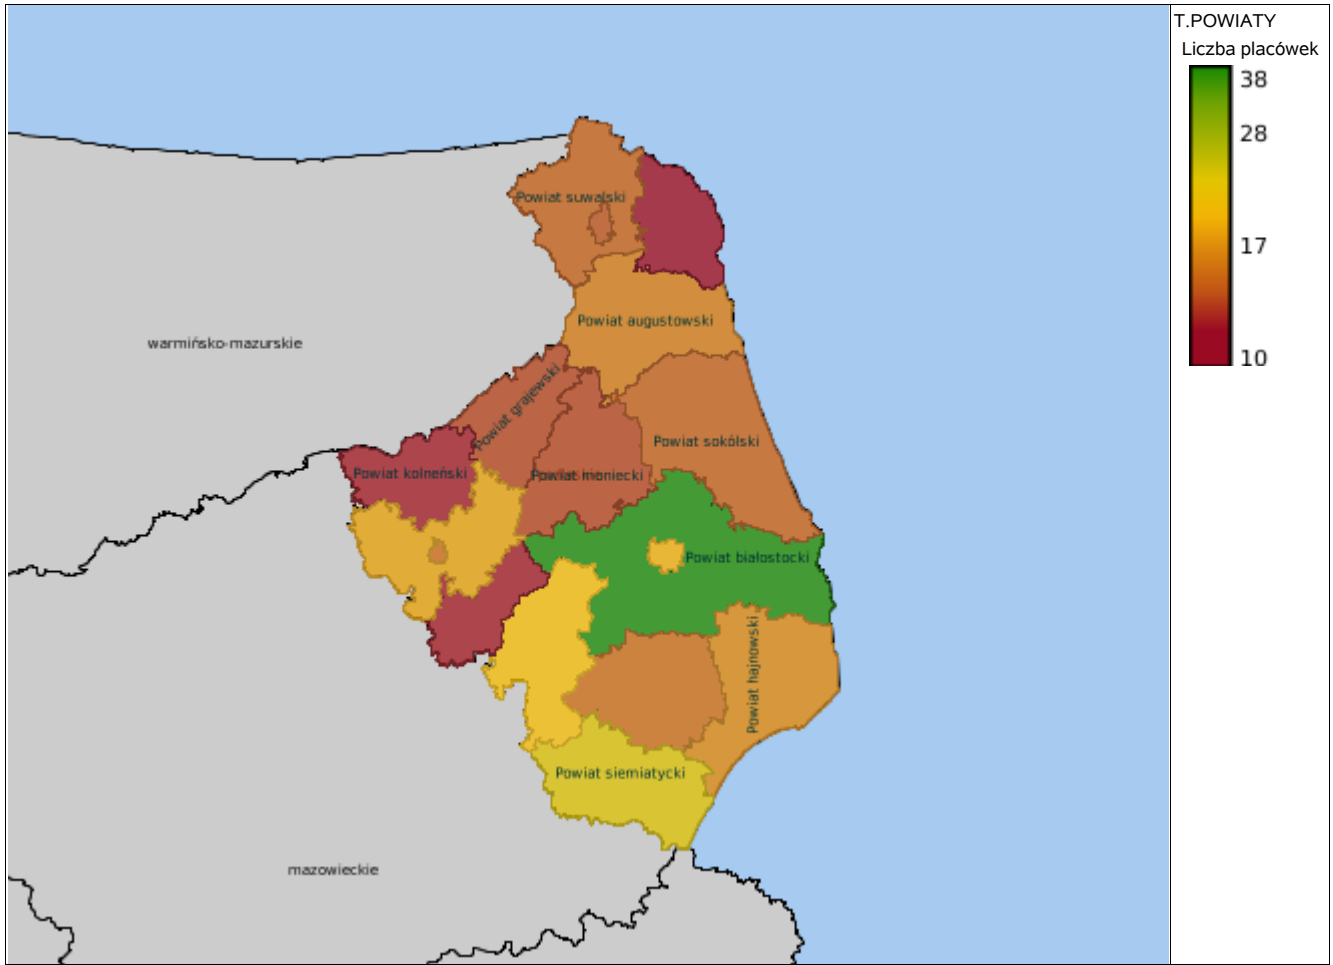 T.POWIATY
Liczba placówek
38
28
17
10
Powiat suwalski
Powiat augustowski
warmińsko-mazurskie
Powiat grajewski
Powiat sokólski
Powiat kolneński
Powiat moniecki
Powiat białostocki
Powiat hajnowski
Powiat siemiatycki
mazowieckie